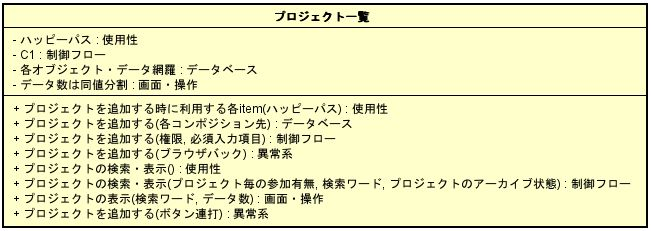 プロジェクト一覧
- ハッピーパス : 使用性
- C1 : 制御フロー
- 各オブジェクト・データ網羅 : データベース
- データ数は同値分割 : 画面・操作
+ プロジェクトを追加する時に利用する各item(ハッピーパス) : 使用性
+ プロジェクトを追加する(各コンポジション先) : データベース
+ プロジェクトを追加する(権限, 必須入力項目) : 制御フロー
+ プロジェクトを追加する(ブラウザバック) : 異常系
+ プロジェクトの検索・表示() : 使用性
+ プロジェクトの検索・表示(プロジェクト毎の参加有無, 検索ワード, プロジェクトのアーカイブ状態) : 制御フロー
+ プロジェクトの表示(検索ワード, データ数) : 画面・操作
+ プロジェクトを追加する(ボタン連打) : 異常系